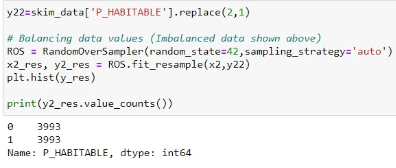 y22=skim_data['P_HABITABLE'].replace(2,1)
# Balancing data values (Imbalanced data shown above)
ROS = RandomOverSampler(random_state=42,sampling_strategy='auto')
x2_res, y2_res = ROS.fit_resample(x2,y22)
plt.hist(y_res)
print(y2_res.value_counts())
0    3993
1    3993
Name: P_HABITABLE, dtype: int64